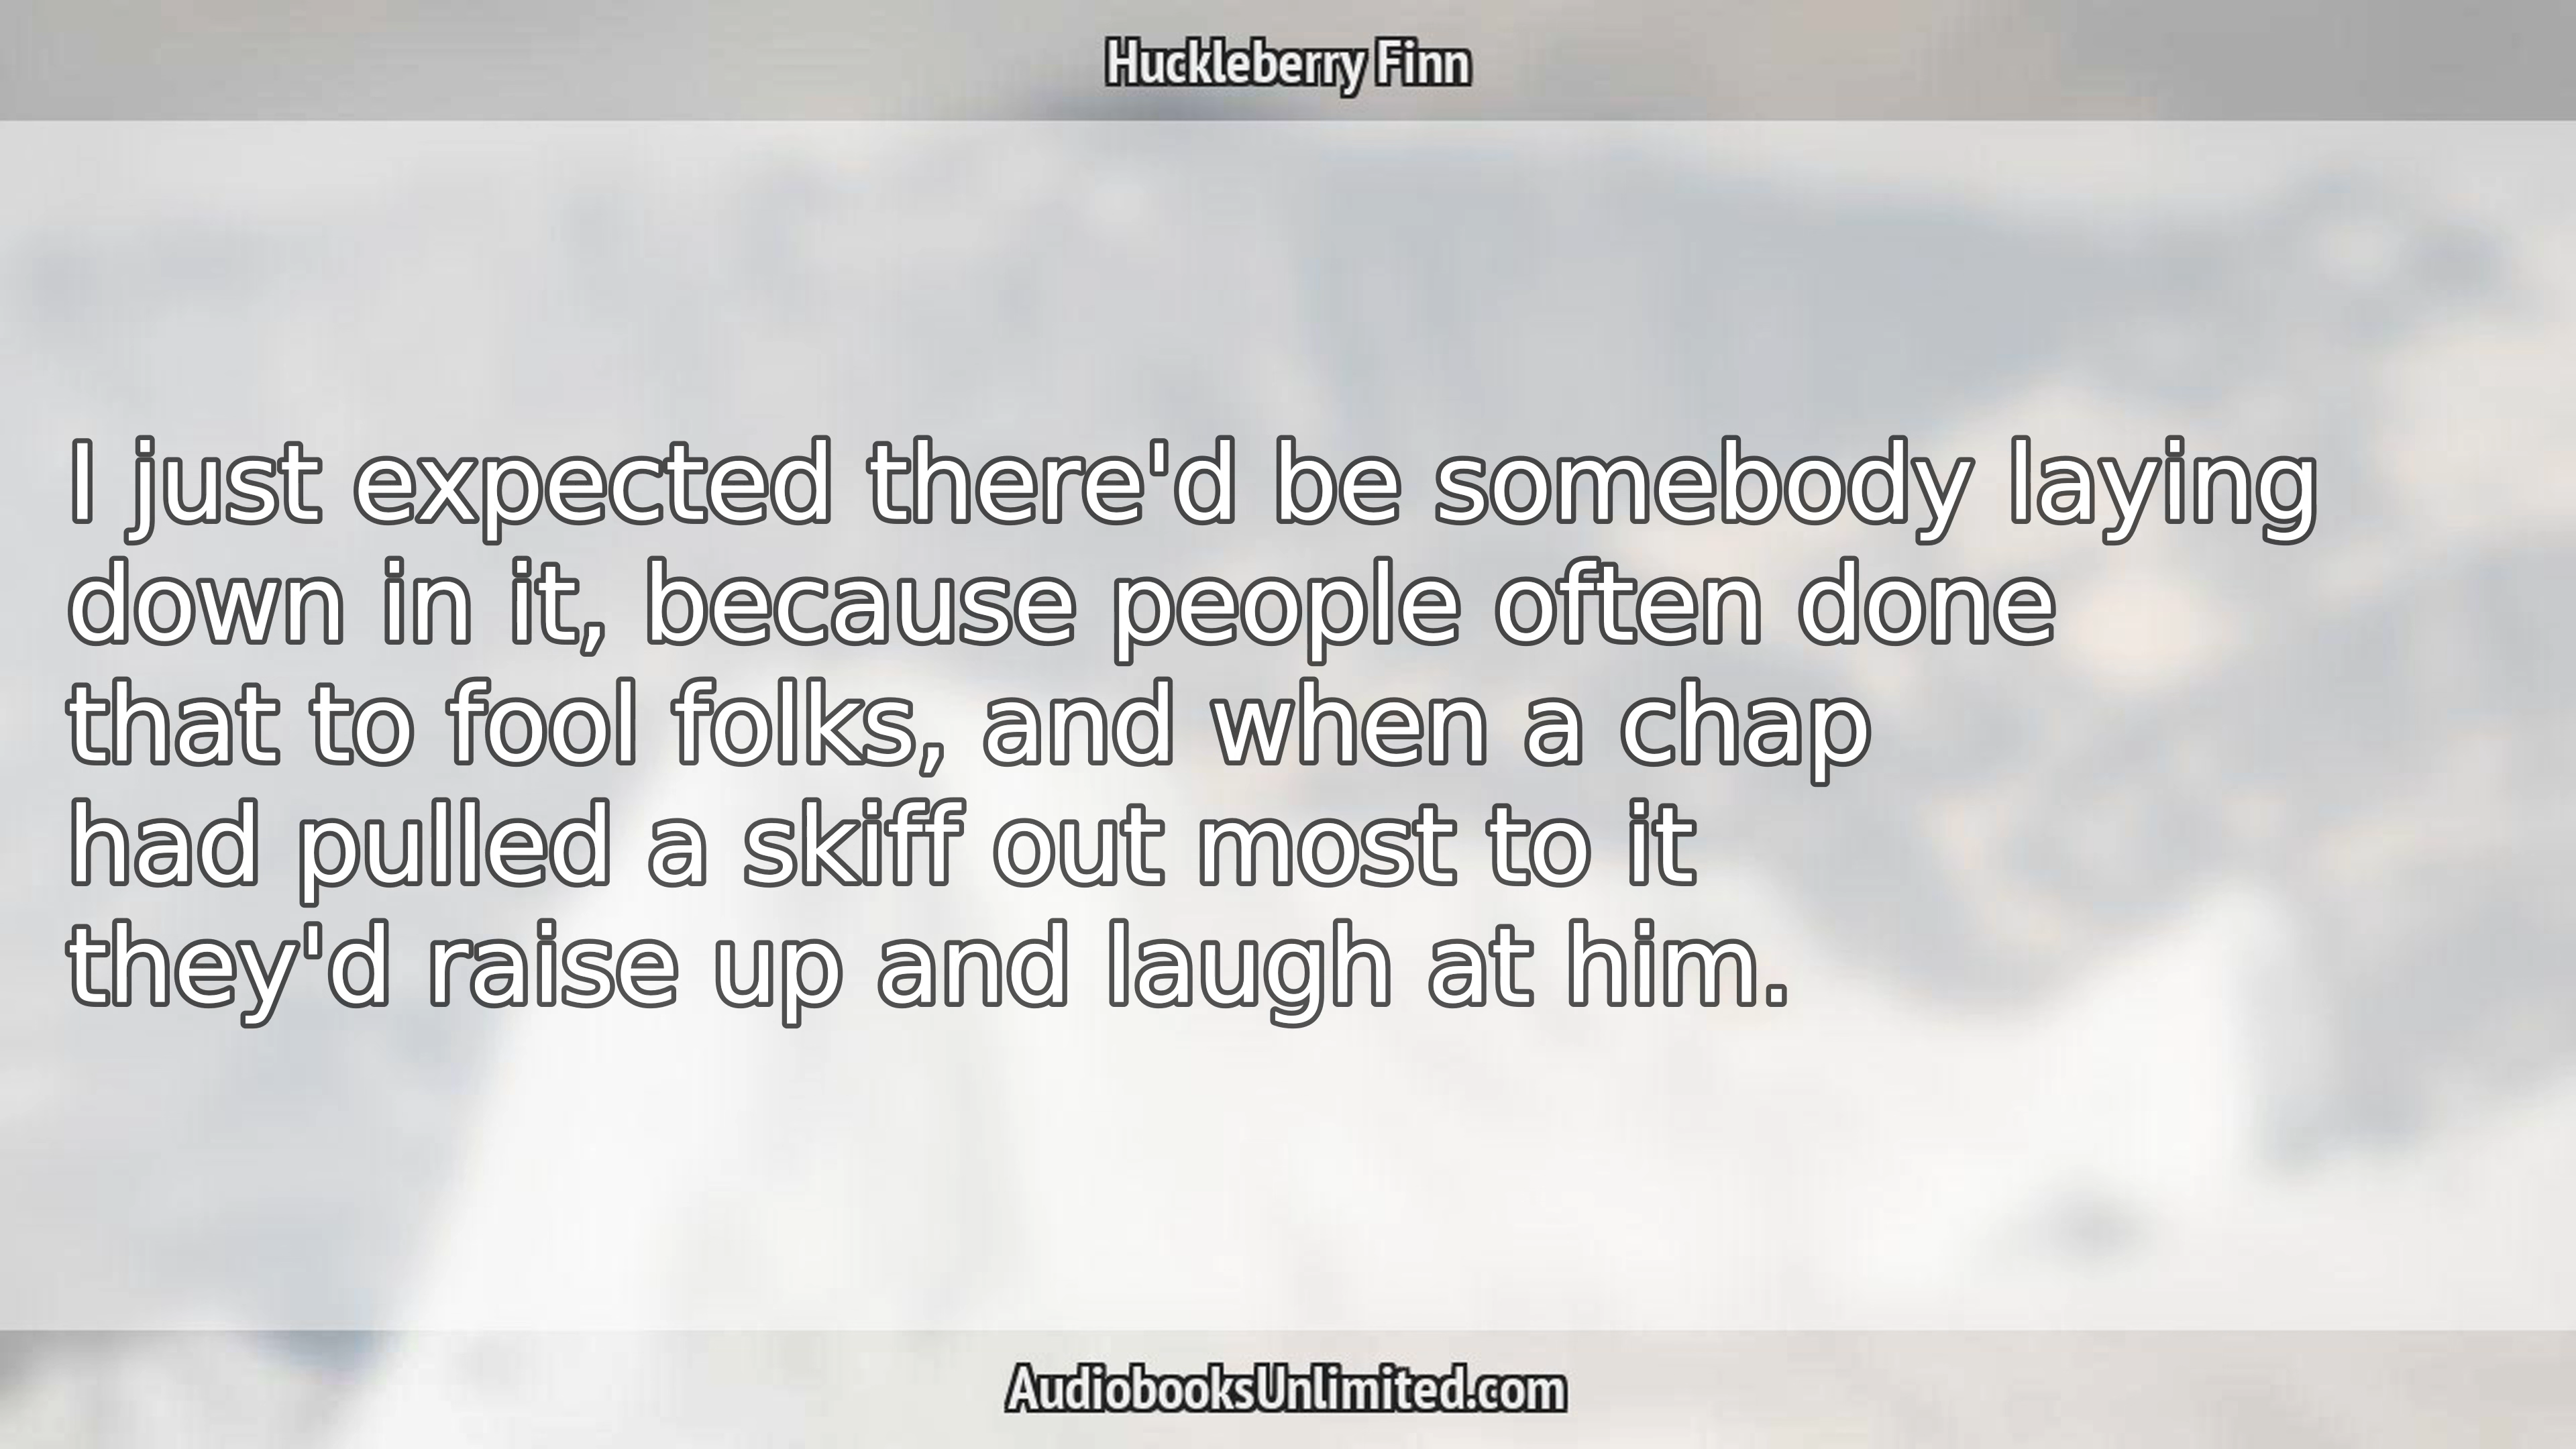 Huckleberry Finn
I just expected there'd be somebody laying
down in it, because people often done
that to fool folks, and when a chap
had pulled a skiff out most to it
they'd raise up and laugh at him.
AudiobooksUnlimited.com